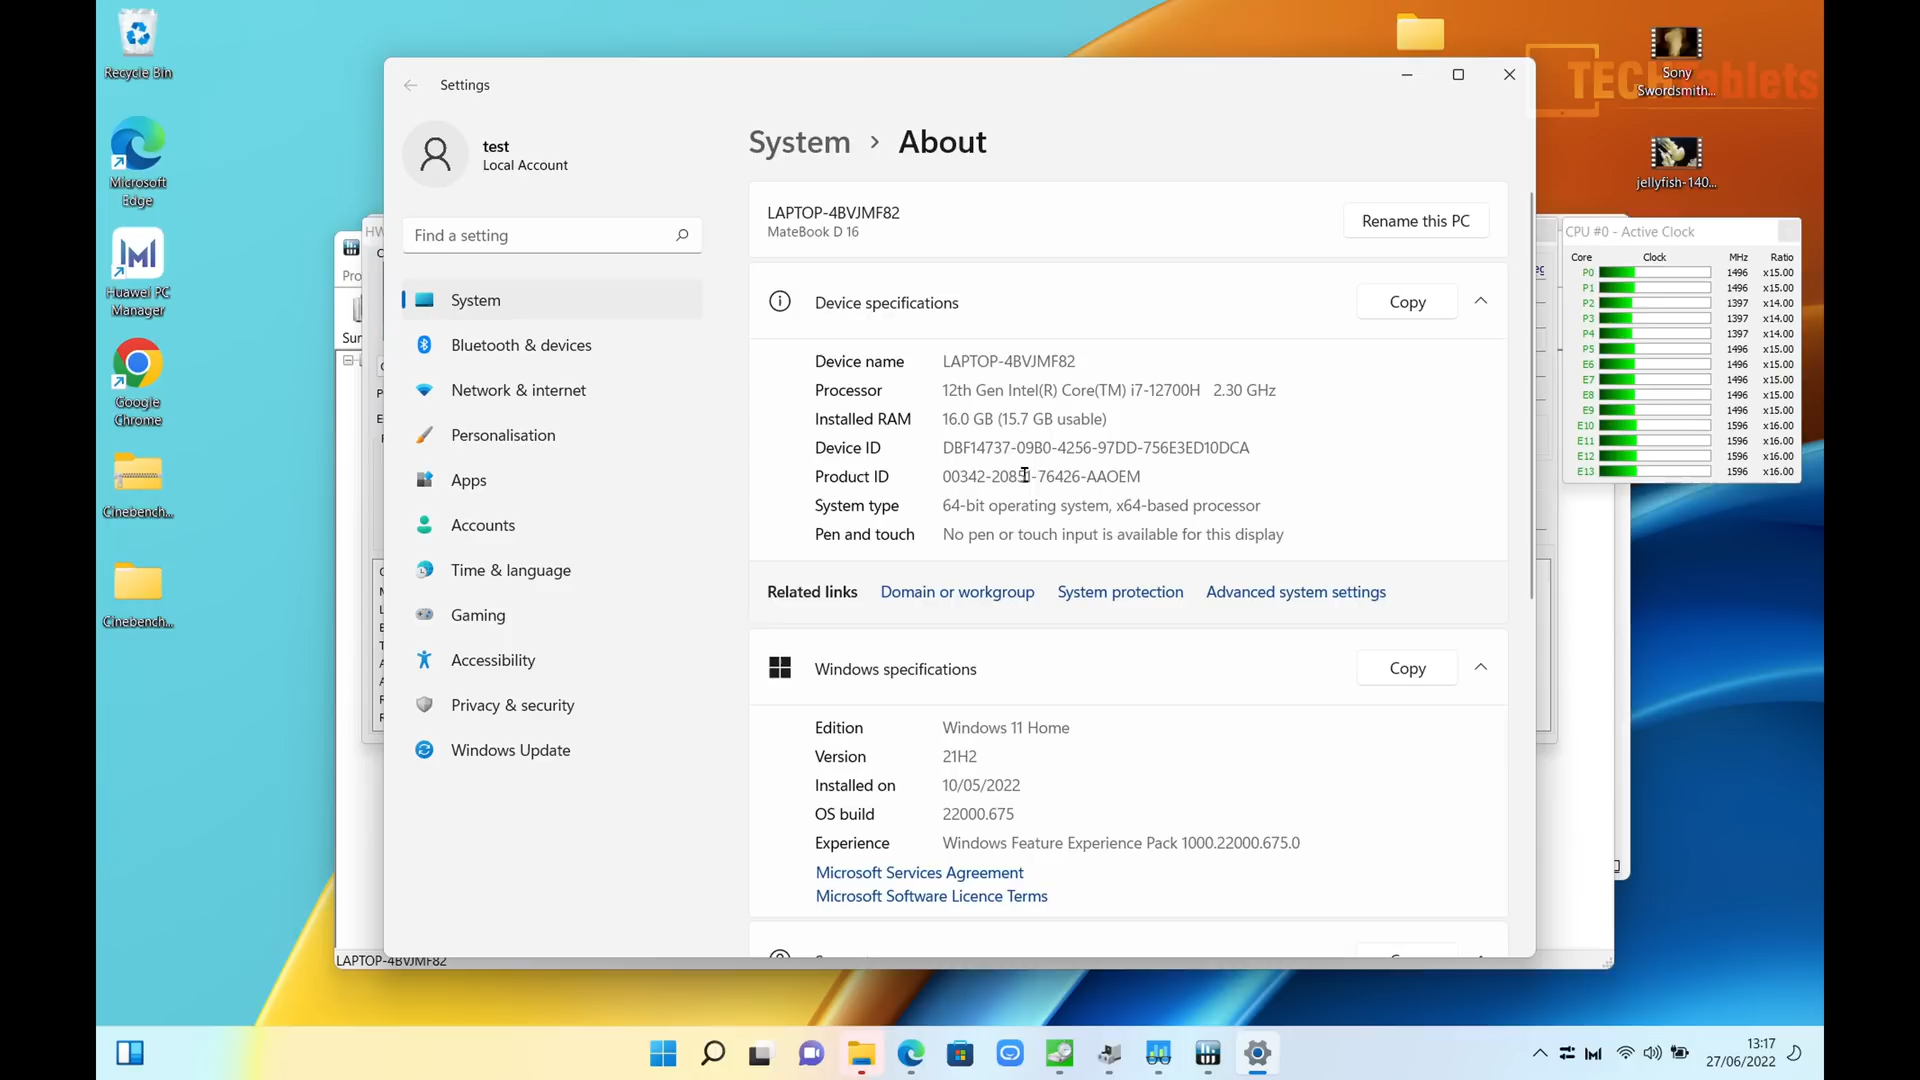 Recycle Bin
Microsoft
Edge
Huawei PC
Manager
Google
Chrome
Cinebench...
Cinebench...
Sony
Swordsmith...
jellyfish-140...
TECH Tablets
Settings
test
Local Account
Find a setting
System
Bluetooth & devices
Network & internet
Personalisation
Apps
Accounts
Time & language
Gaming
Accessibility
Privacy & security
Windows Update
System > About
LAPTOP-4BVJMF82
MateBook D 16
Rename this PC
Device specifications
Copy
Device name LAPTOP-4BVJMF82
Processor 12th Gen Intel(R) Core(TM) i7-12700H 2.30 GHz
Installed RAM 16.0 GB (15.7 GB usable)
Device ID DBF14737-09B0-4256-97DD-756E3ED10DCA
Product ID 00342-20851-76426-AAOEM
System type 64-bit operating system, x64-based processor
Pen and touch No pen or touch input is available for this display
Related links Domain or workgroup System protection Advanced system settings
Windows specifications
Copy
Edition Windows 11 Home
Version 21H2
Installed on 10/05/2022
OS build 22000.675
Experience Windows Feature Experience Pack 1000.22000.675.0
Microsoft Services Agreement
Microsoft Software Licence Terms
CPU #0 - Active Clock
Core Clock MHz Ratio
P0 1496 x15.00
P1 1496 x15.00
P2 1397 x14.00
P3 1397 x14.00
P4 1397 x14.00
P5 1496 x15.00
E6 1496 x15.00
E7 1496 x15.00
E8 1496 x15.00
E9 1496 x15.00
E10 1596 x16.00
E11 1596 x16.00
E12 1596 x16.00
E13 1596 x16.00
LAPTOP-4BVJMF82
13:17
27/06/2022